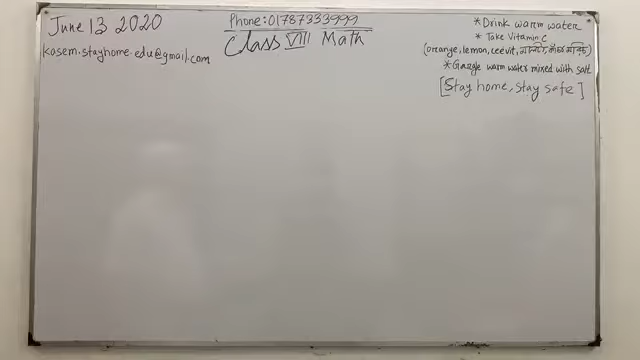 June 13 2020
kasem.stayhome.edu@gmail.com
Phone: 01787333999
Class VIII Math
* Drink warm water
* Take Vitamin C
(orange, lemon, ceevit,
* Gargle warm water mixed with salt
[Stay home, stay safe]